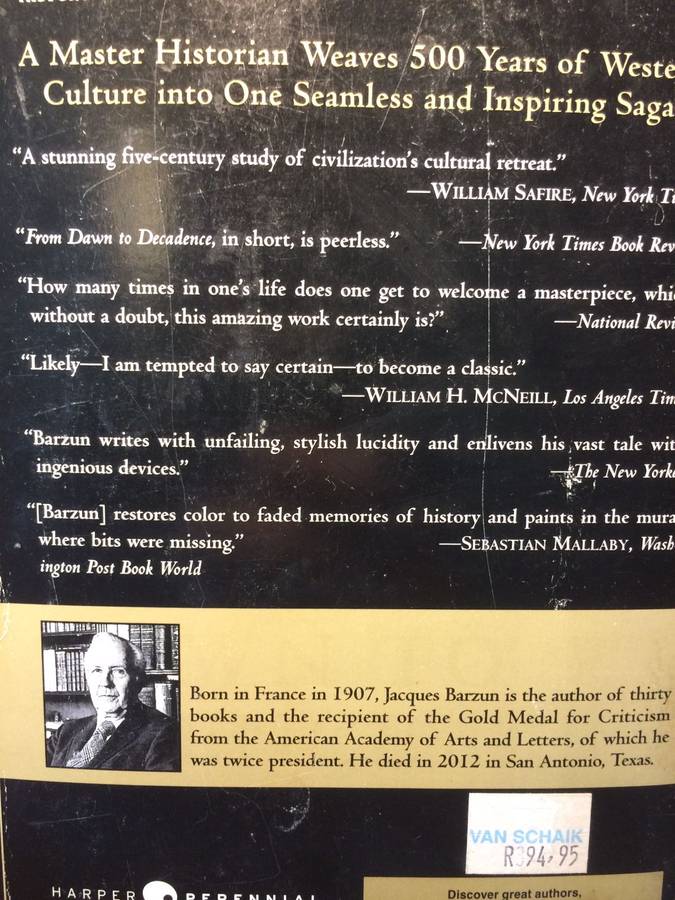 A Master Historian Weaves 500 Years of Weste
Culture into One Seamless and Inspiring Saga
“A stunning five-century study of civilization's cultural retreat.”
—WILLIAM SAFIRE, New York Ti
“From Dawn to Decadence, in short, is peerless.” —New York Times Book Rev
“How many times in one's life does one get to welcome a masterpiece, whi
without a doubt, this amazing work certainly is?” —National Revi
“Likely—I am tempted to say certain—to become a classic.”
—WILLIAM H. MCNEILL, Los Angeles Tim
“Barzun writes with unfailing, stylish lucidity and enlivens his vast tale wit
ingenious devices.” —The New Yorke
“[Barzun] restores color to faded memories of history and paints in the mura
where bits were missing.” —SEBASTIAN MALLABY, Wash
ington Post Book World
Born in France in 1907, Jacques Barzun is the author of thirty
books and the recipient of the Gold Medal for Criticism
from the American Academy of Arts and Letters, of which he
was twice president. He died in 2012 in San Antonio, Texas.
VAN SCHAIK
R394,95
HARPER PERENNIAL
Discover great authors,